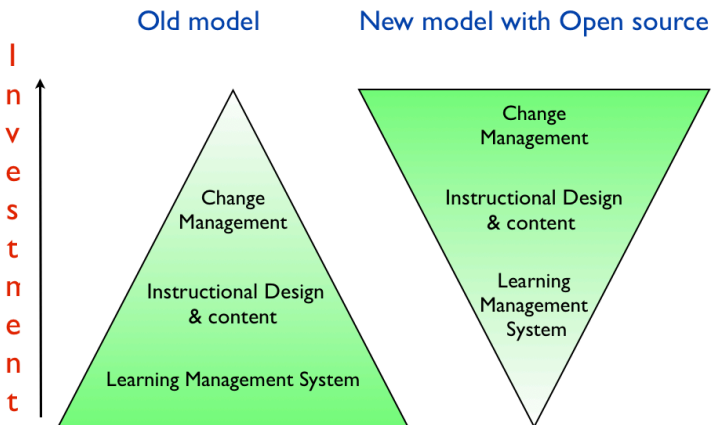 Old model
New model with Open source
Investment
Change
Management
Instructional Design
& content
Learning Management System
Change
Management
Instructional Design
& content
Learning
Management
System